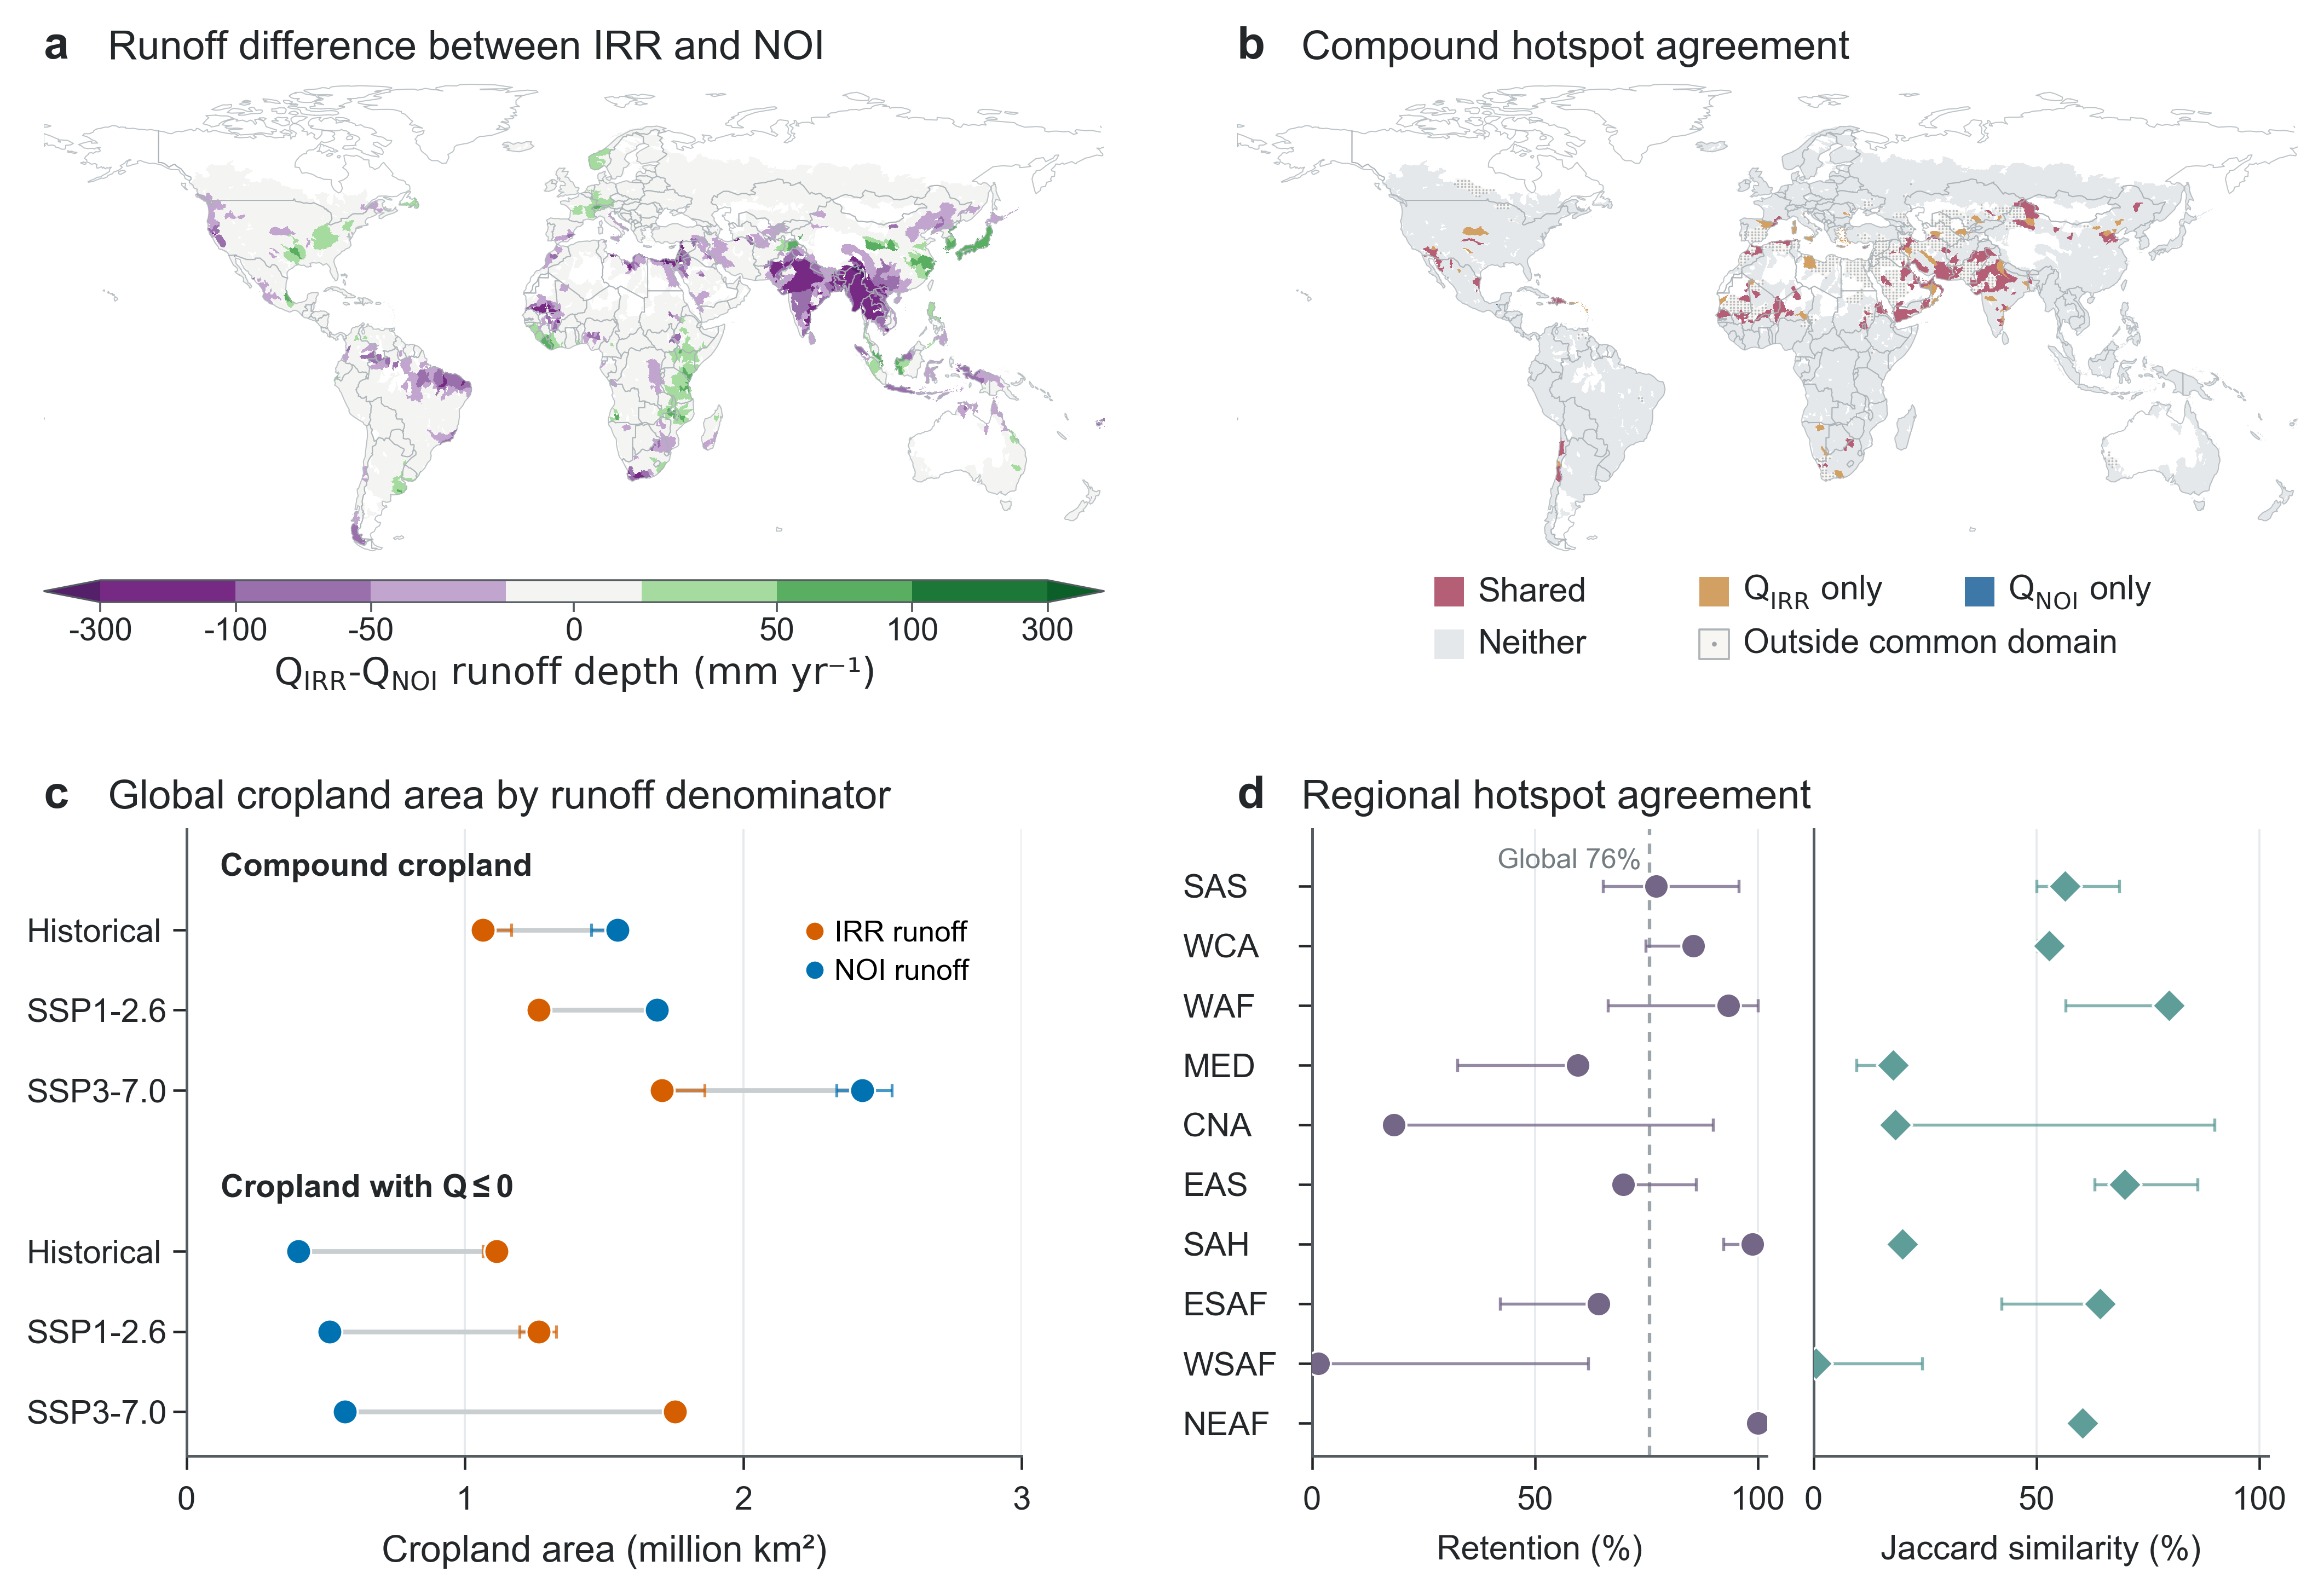 a Runoff difference between IRR and NOI
-300 -100 -50 0 50 100 300
Q_IRR-Q_NOI runoff depth (mm yr⁻¹)
b Compound hotspot agreement
Shared
Q_IRR only
Q_NOI only
Neither
Outside common domain
c Global cropland area by runoff denominator
Compound cropland
Historical
SSP1-2.6
SSP3-7.0
IRR runoff
NOI runoff
Cropland with Q ≤ 0
Historical
SSP1-2.6
SSP3-7.0
0 1 2 3
Cropland area (million km²)
d Regional hotspot agreement
Global 76%
SAS
WCA
WAF
MED
CNA
EAS
SAH
ESAF
WSAF
NEAF
0 50 100
Retention (%)
0 50 100
Jaccard similarity (%)